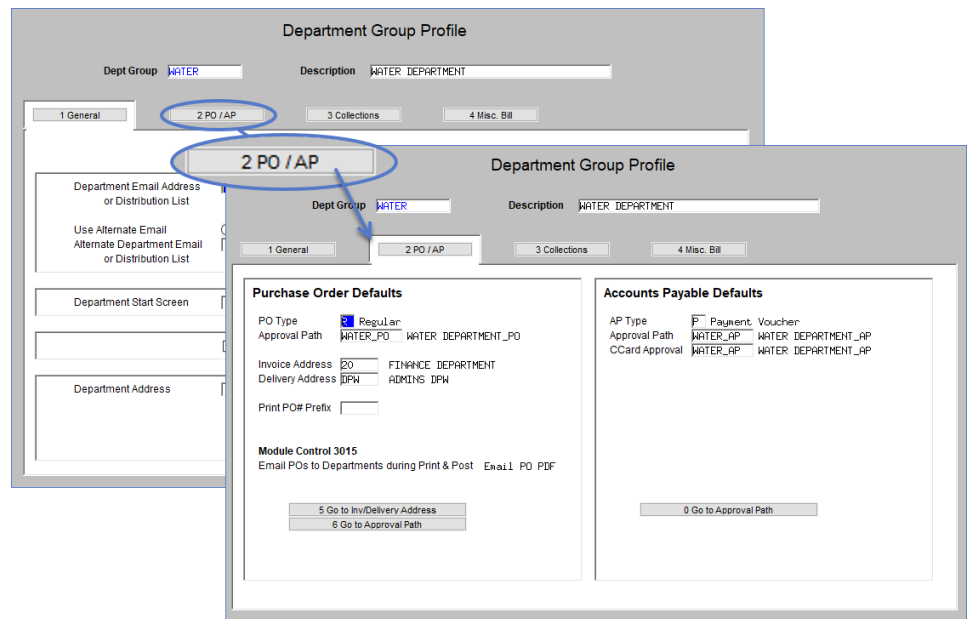 Department Group Profile
Dept Group WATER Description WATER DEPARTMENT
1 General 2 PO / AP 3 Collections 4 Misc. Bill
2 PO / AP
Department Email Address
or Distribution List
Use Alternate Email
Alternate Department Email
or Distribution List
Department Start Screen
Department Address
Department Group Profile
Dept Group WATER Description WATER DEPARTMENT
1 General 2 PO / AP 3 Collections 4 Misc. Bill
Purchase Order Defaults
PO Type R Regular
Approval Path WATER_PO WATER DEPARTMENT_PO
Invoice Address 20 FINANCE DEPARTMENT
Delivery Address DPW ADMINS DPW
Print PO# Prefix
Module Control 3015
Email POs to Departments during Print & Post Email PO PDF
5 Go to Inv/Delivery Address
6 Go to Approval Path
Accounts Payable Defaults
AP Type P Payment Voucher
Approval Path WATER_AP WATER DEPARTMENT_AP
CCard Approval WATER_AP WATER DEPARTMENT_AP
0 Go to Approval Path